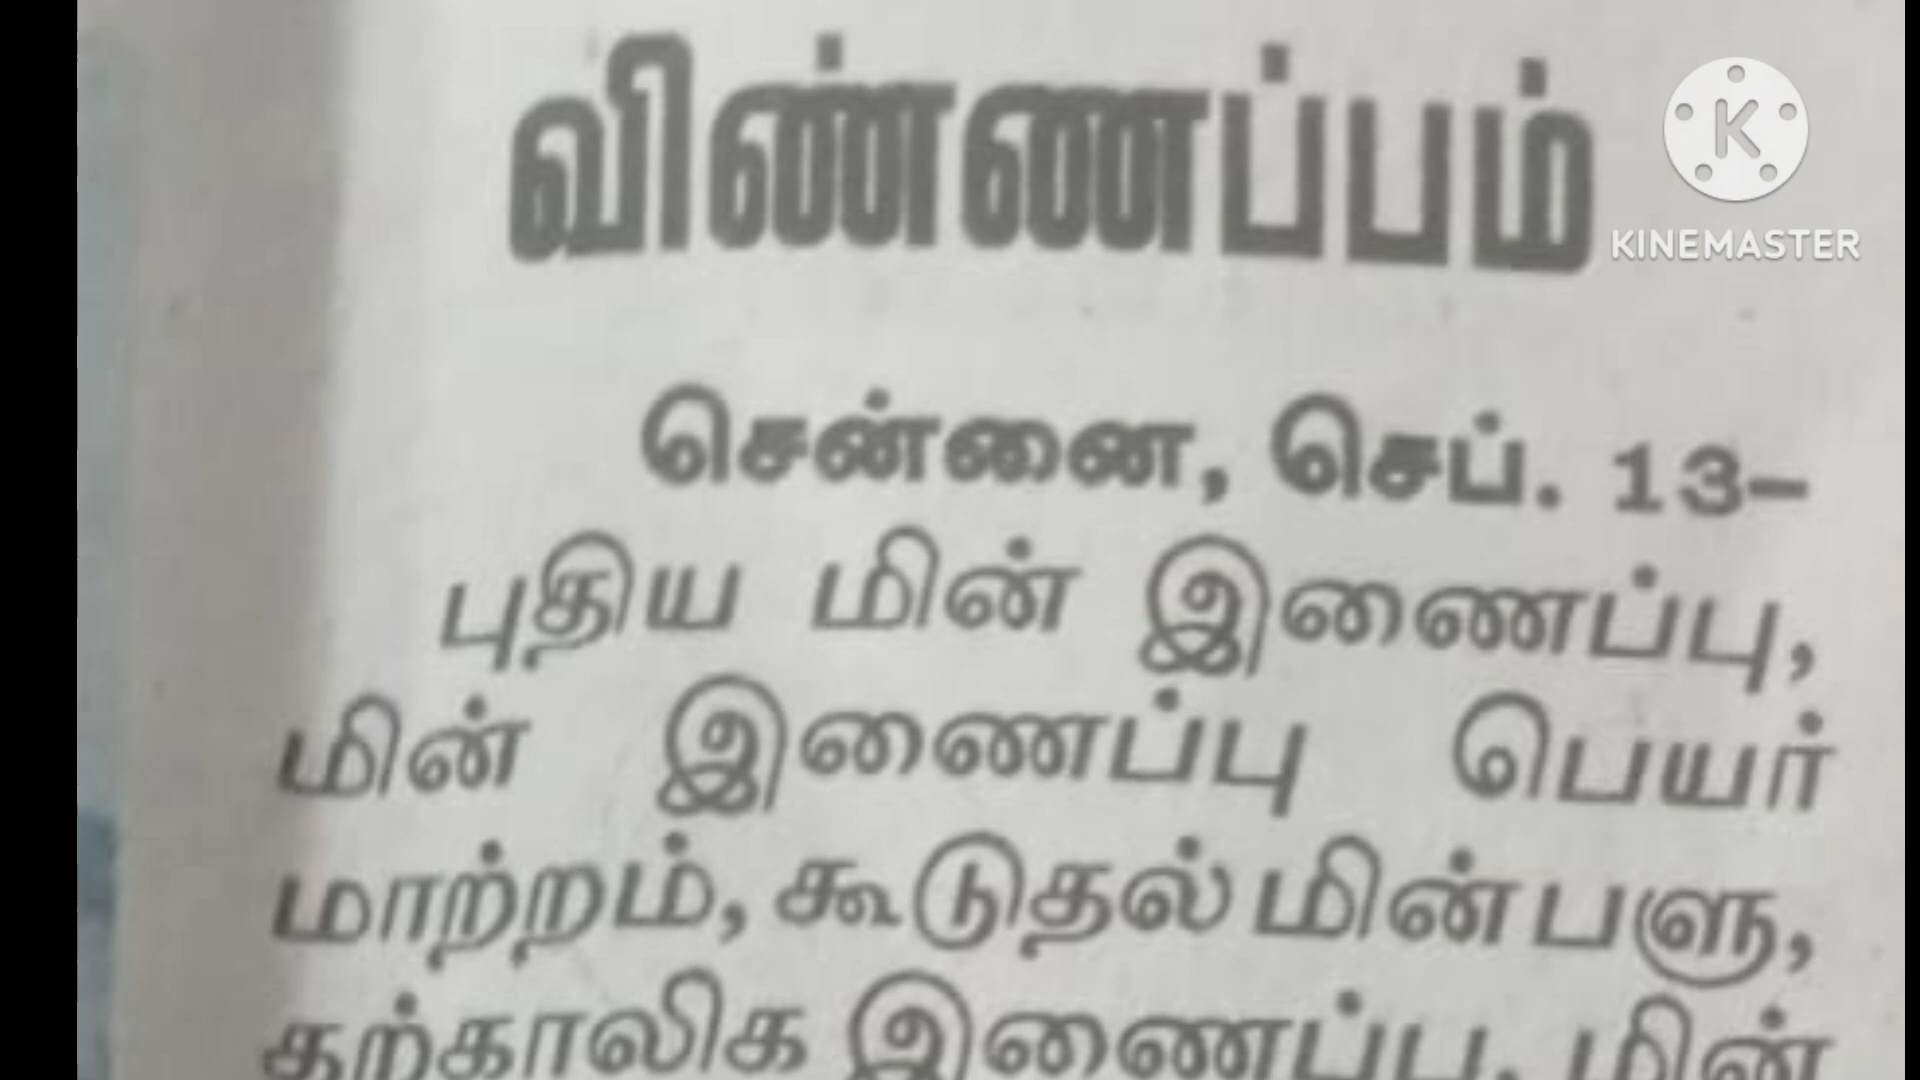 விண்ணப்பம்
KINEMASTER
சென்னை, செப். 13–
புதிய மின் இணைப்பு,
மின் இணைப்பு பெயர்
மாற்றம், கூடுதல் மின்பளு,
தற்காலிக இணைப்பு, மின்